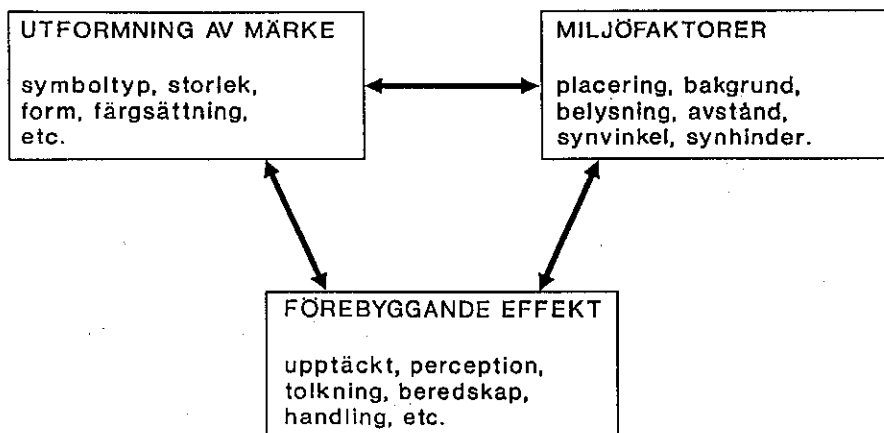 UTFORMNING AV MÄRKE
symboltyp, storlek,
form, färgsättning,
etc.
MILJÖFAKTORER
placering, bakgrund,
belysning, avstånd,
synvinkel, synhinder.
FÖREBYGGANDE EFFEKT
upptäckt, perception,
tolkning, beredskap,
handling, etc.